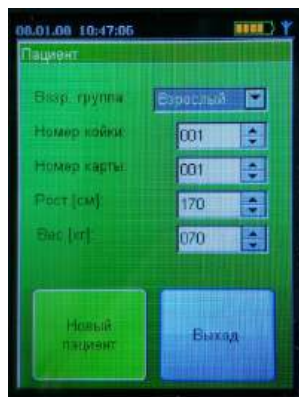 08.01.08 10:47:06
Пациент
Возр. группа: Взрослый
Номер койки: 001
Номер карты: 001
Рост [см]: 170
Вес [кг]: 070
Новый
пациент
Выход